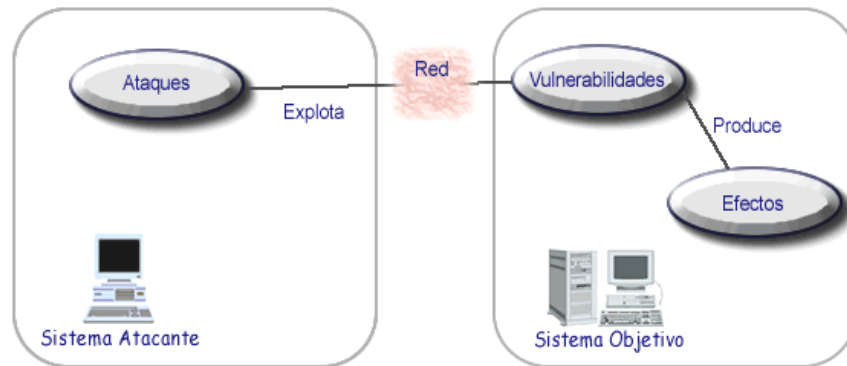 Ataques
Explota
Red
Vulnerabilidades
Produce
Efectos
Sistema Atacante
Sistema Objetivo